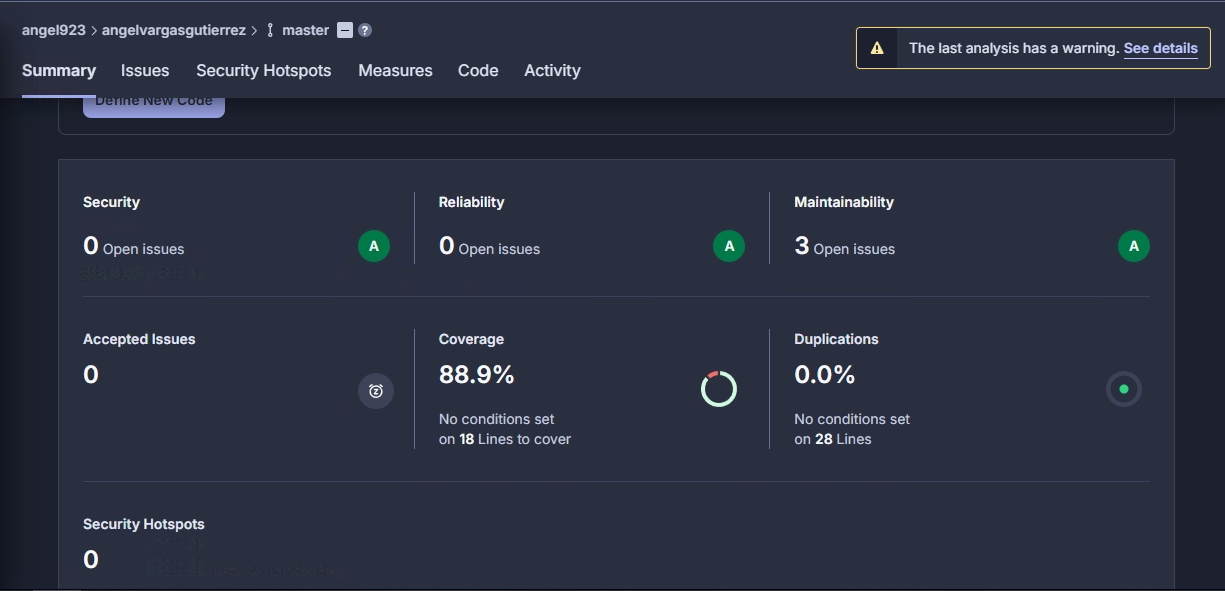 angel923 > angelvargasgutierrez > master ?
The last analysis has a warning. See details
Summary Issues Security Hotspots Measures Code Activity
Define New Code
Security
0 Open issues
A
Reliability
0 Open issues
A
Maintainability
3 Open issues
A
Accepted Issues
0
Coverage
88.9%
No conditions set
on 18 Lines to cover
Duplications
0.0%
No conditions set
on 28 Lines
Security Hotspots
0